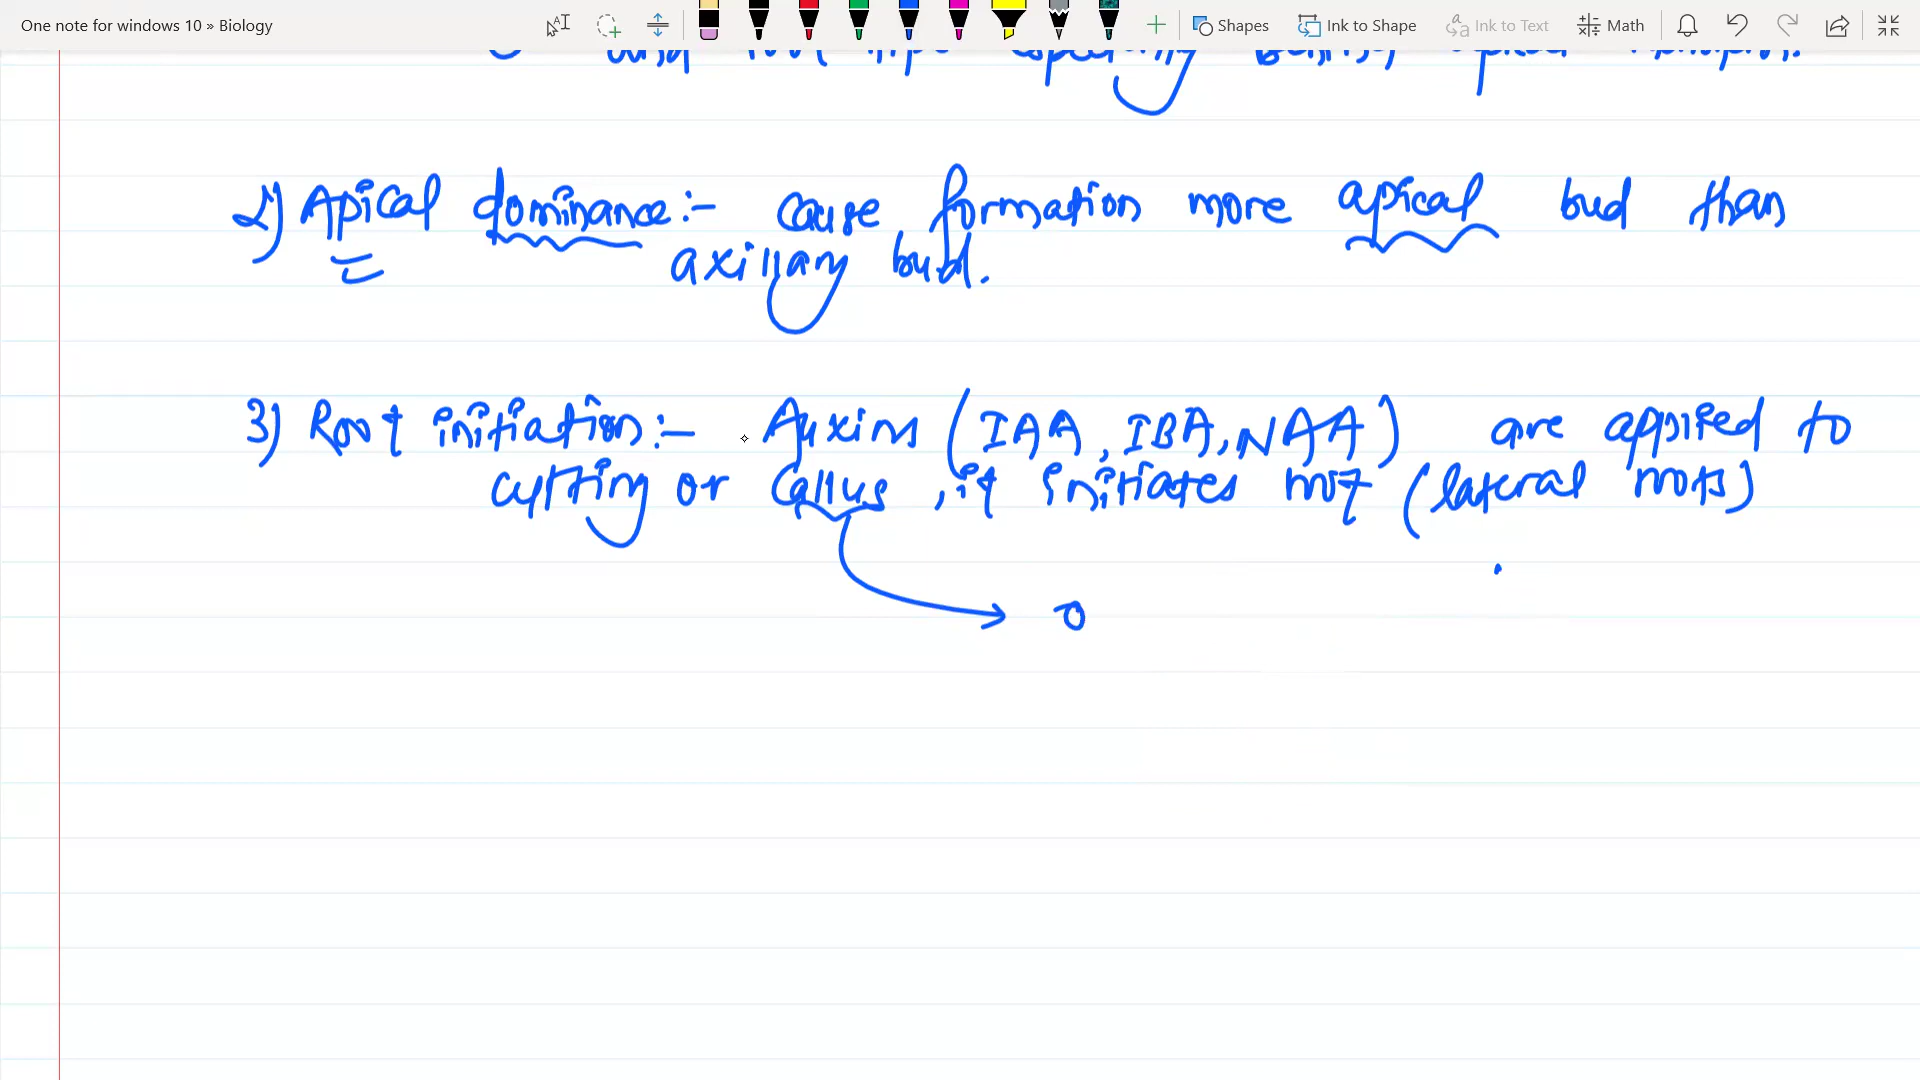 One note for windows 10 » Biology
Shapes Ink to Shape Ink to Text Math
2) Apical dominance :- cause formation more apical bud than
axillary bud.
3) Root initiation :- Auxins (IAA, IBA, NAA) are applied to
cutting or callus, it initiates root (lateral roots)